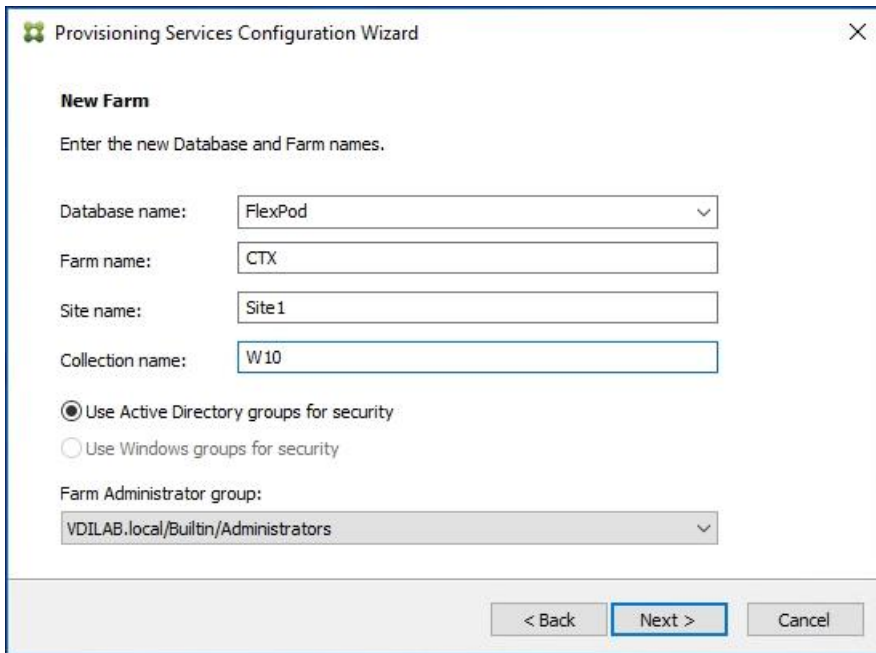 Provisioning Services Configuration Wizard
New Farm
Enter the new Database and Farm names.
Database name: FlexPod
Farm name: CTX
Site name: Site1
Collection name: W10
Use Active Directory groups for security
Use Windows groups for security
Farm Administrator group:
VDILAB.local/Builtin/Administrators
< Back Next > Cancel